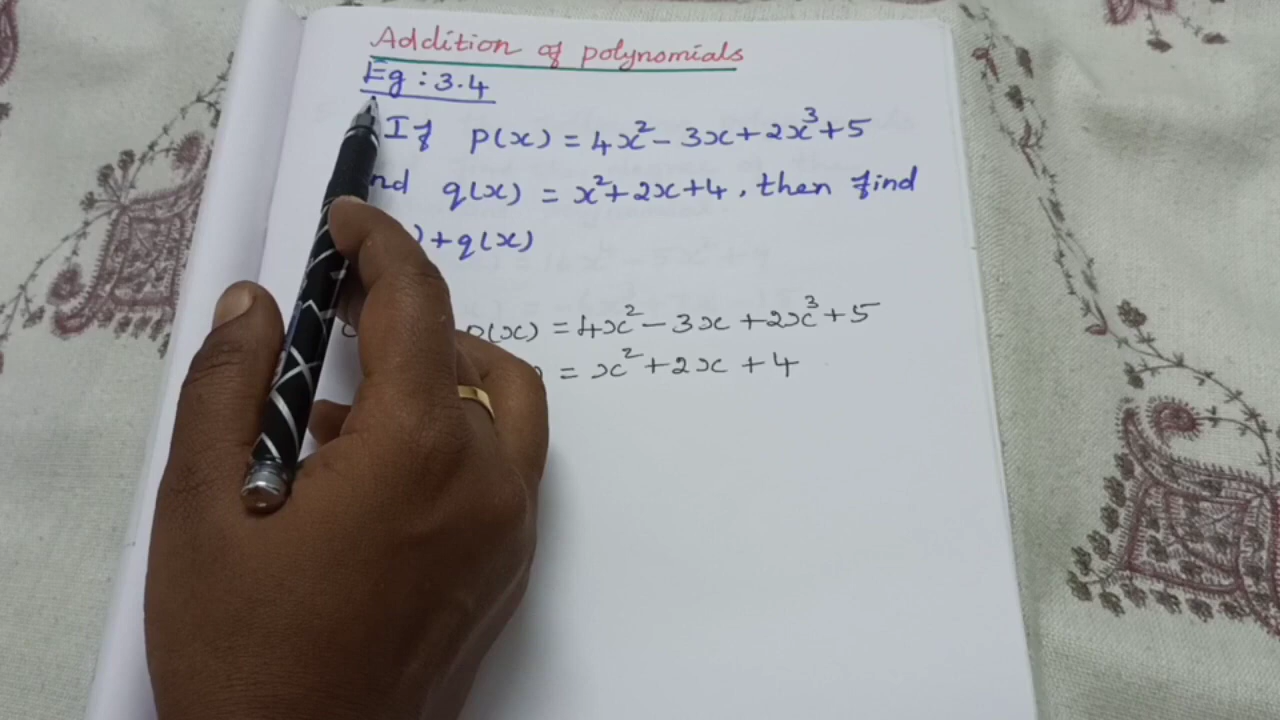 Addition of polynomials
Eg : 3.4
If p(x) = 4x² - 3x + 2x³ + 5
nd q(x) = x² + 2x + 4, then find
) + q(x)
p(x) = 4x² - 3x + 2x³ + 5
= x² + 2x + 4